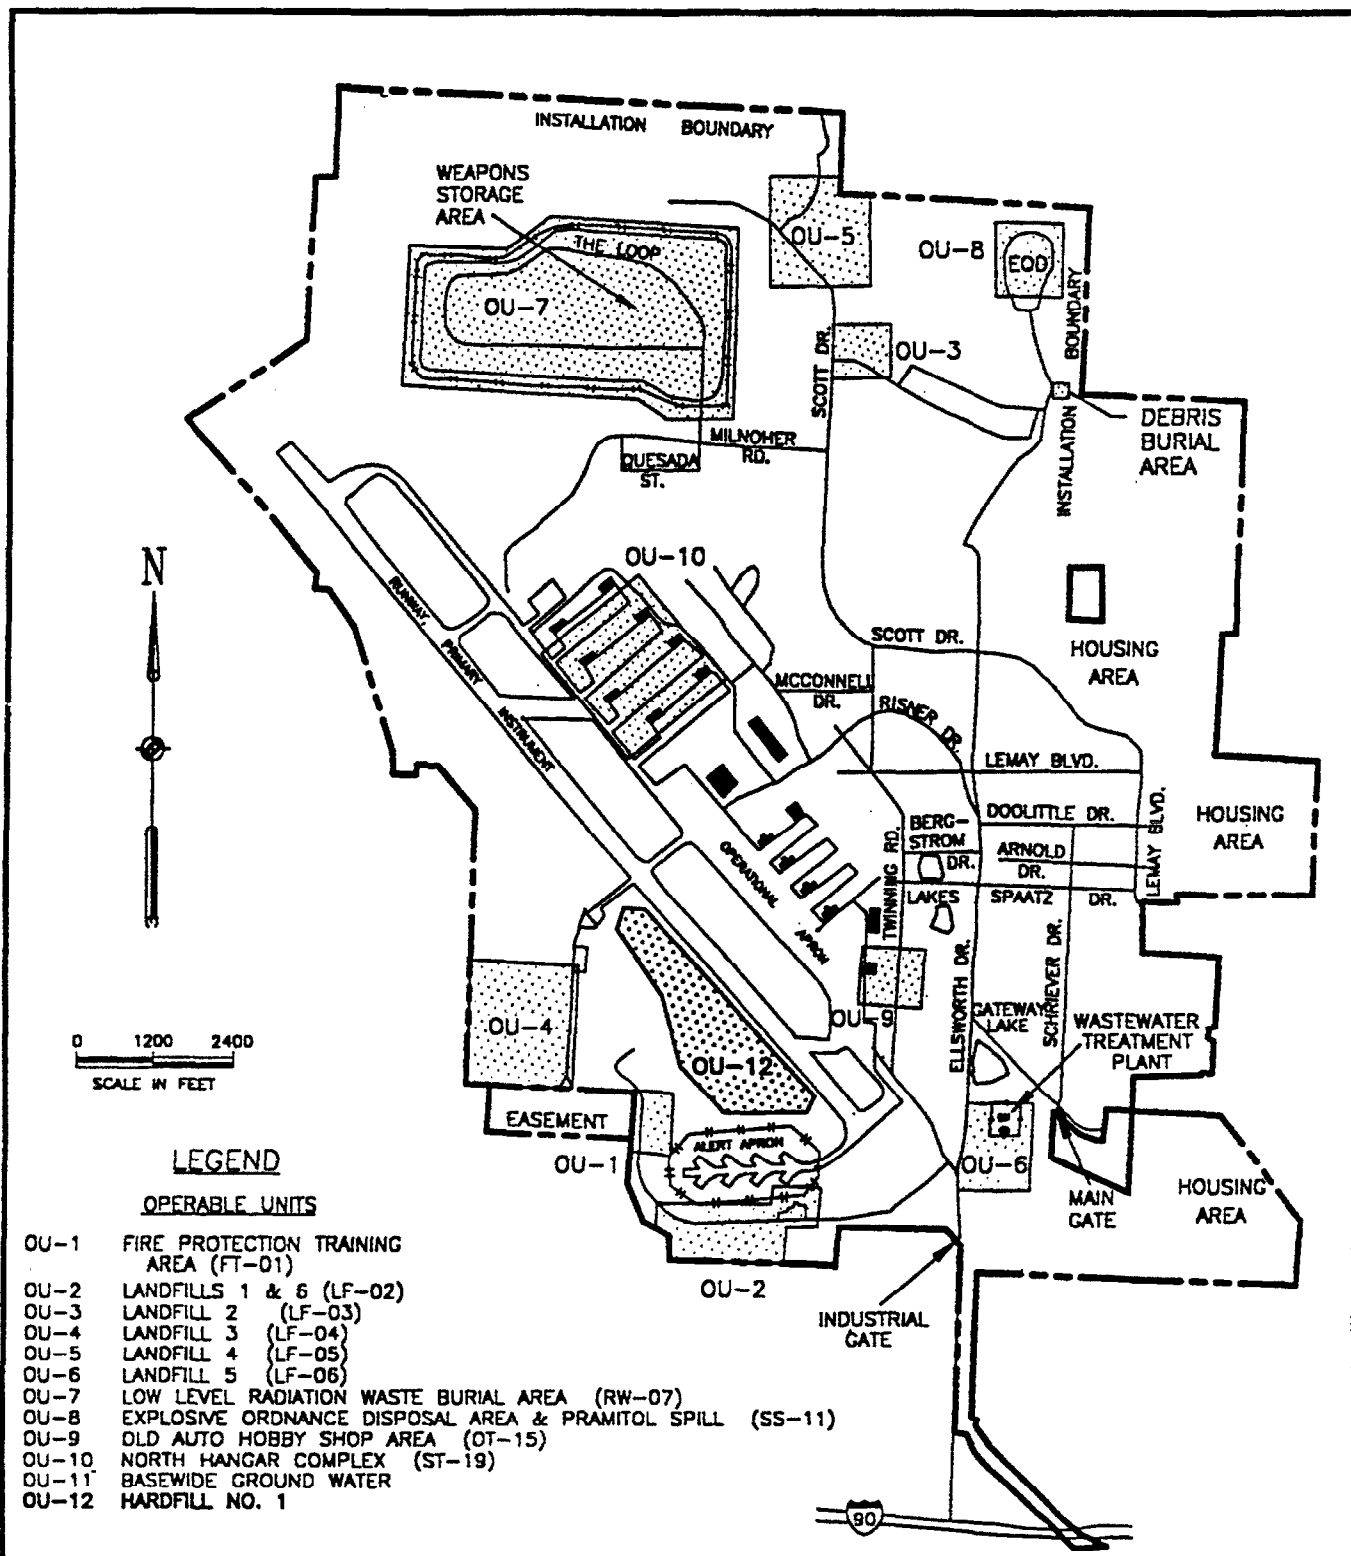 INSTALLATION BOUNDARY
WEAPONS
STORAGE
AREA
THE LOOP
OU-7
OU-5
OU-8
EOD
BOUNDARY
INSTALLATION
OU-3
SCOTT DR.
DEBRIS
BURIAL
AREA
MILNOHER
RD.
QUESADA
ST.
N
OU-10
RUNWAY,
PRIMARY
INSTRUMENT
SCOTT DR.
HOUSING
AREA
MCCONNELL
DR.
RISNER DR.
LEMAY BLVD.
DOOLITTLE DR.
LEMAY BLVD.
HOUSING
AREA
BERG-
STROM
DR.
ARNOLD
DR.
OPERATIONAL
APRON
TWINNING RD.
LAKES
SPAATZ DR.
ELLSWORTH DR.
SCHRIEVER DR.
OU-4
OU-9
GATEWAY
LAKE
WASTEWATER
TREATMENT
PLANT
0 1200 2400
SCALE IN FEET
OU-12
EASEMENT
ALERT APRON
OU-1
OU-6
MAIN
GATE
HOUSING
AREA
OU-2
INDUSTRIAL
GATE
LEGEND
OPERABLE UNITS
OU-1 FIRE PROTECTION TRAINING
AREA (FT-01)
OU-2 LANDFILLS 1 & 6 (LF-02)
OU-3 LANDFILL 2 (LF-03)
OU-4 LANDFILL 3 (LF-04)
OU-5 LANDFILL 4 (LF-05)
OU-6 LANDFILL 5 (LF-06)
OU-7 LOW LEVEL RADIATION WASTE BURIAL AREA (RW-07)
OU-8 EXPLOSIVE ORDNANCE DISPOSAL AREA & PRAMITOL SPILL (SS-11)
OU-9 OLD AUTO HOBBY SHOP AREA (OT-15)
OU-10 NORTH HANGAR COMPLEX (ST-19)
OU-11 BASEWIDE GROUND WATER
OU-12 HARDFILL NO. 1
90